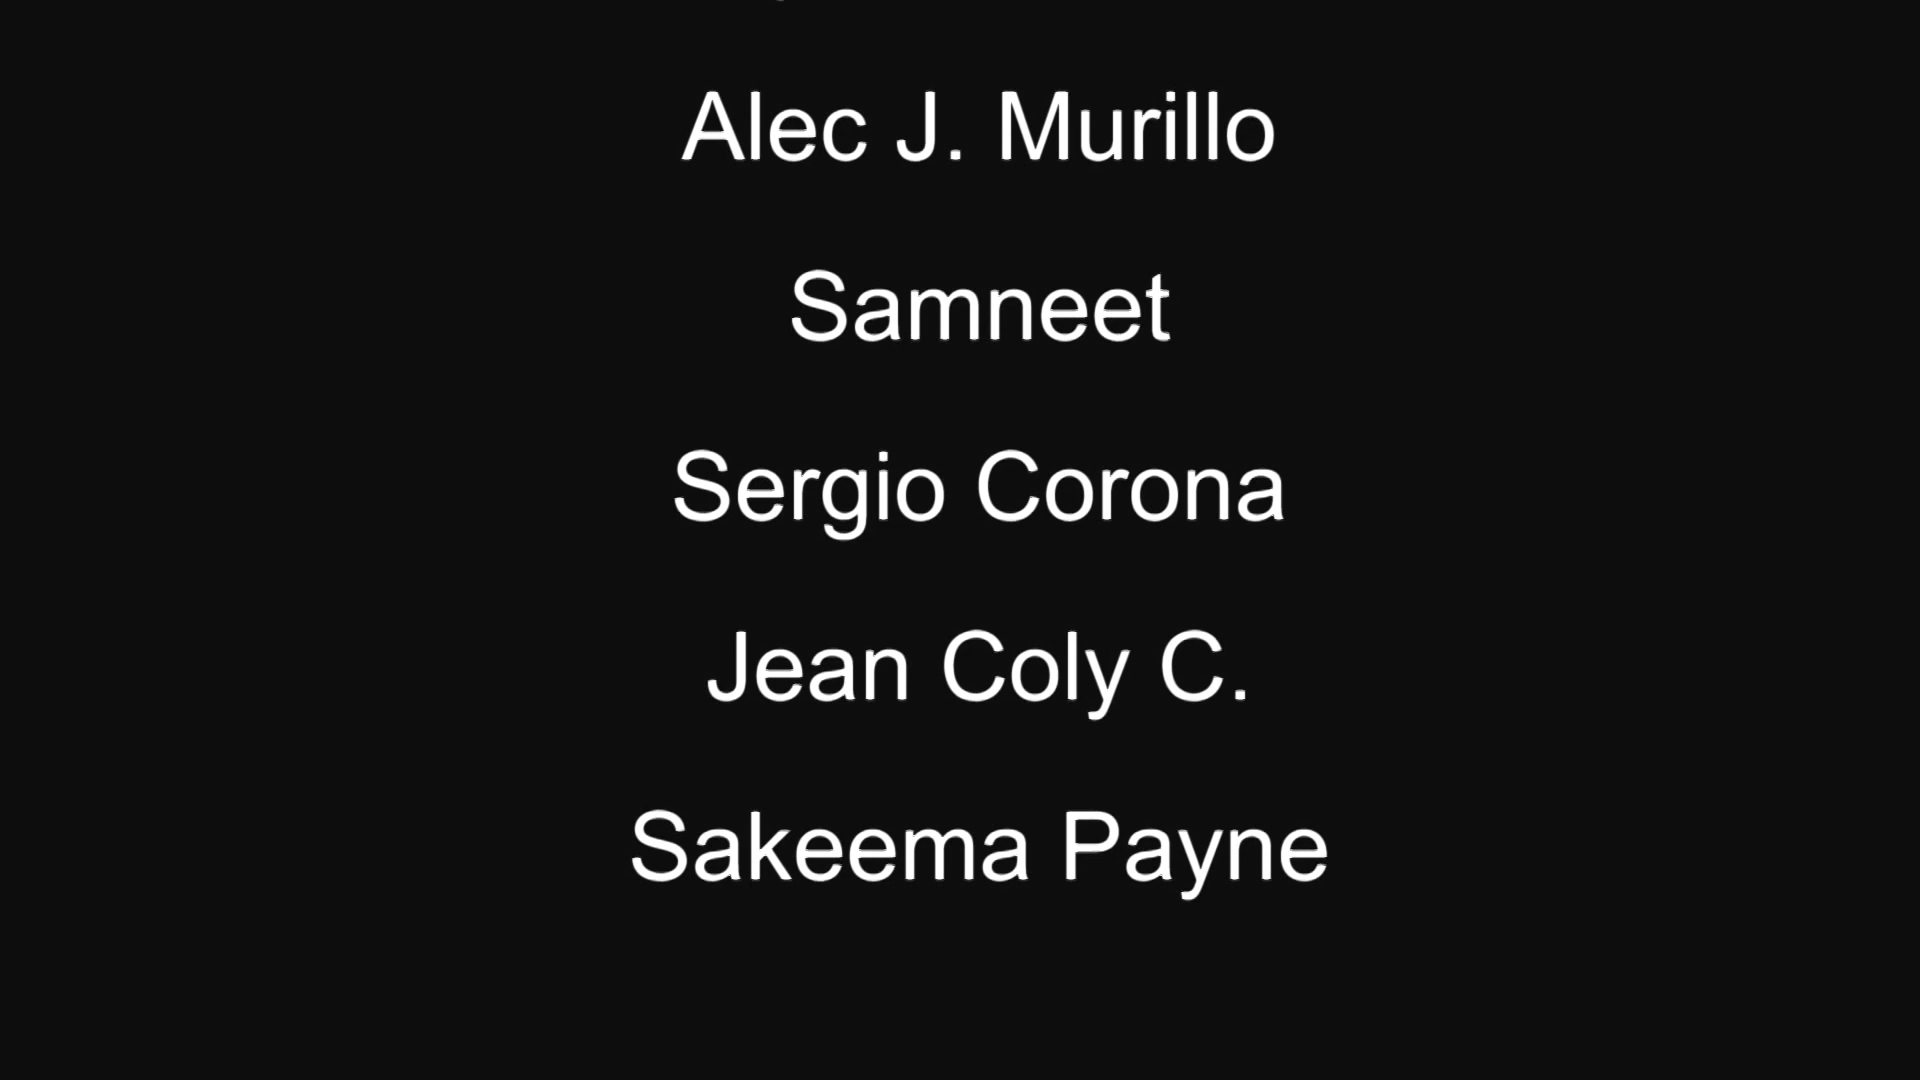 Alec J. Murillo
Samneet
Sergio Corona
Jean Coly C.
Sakeema Payne